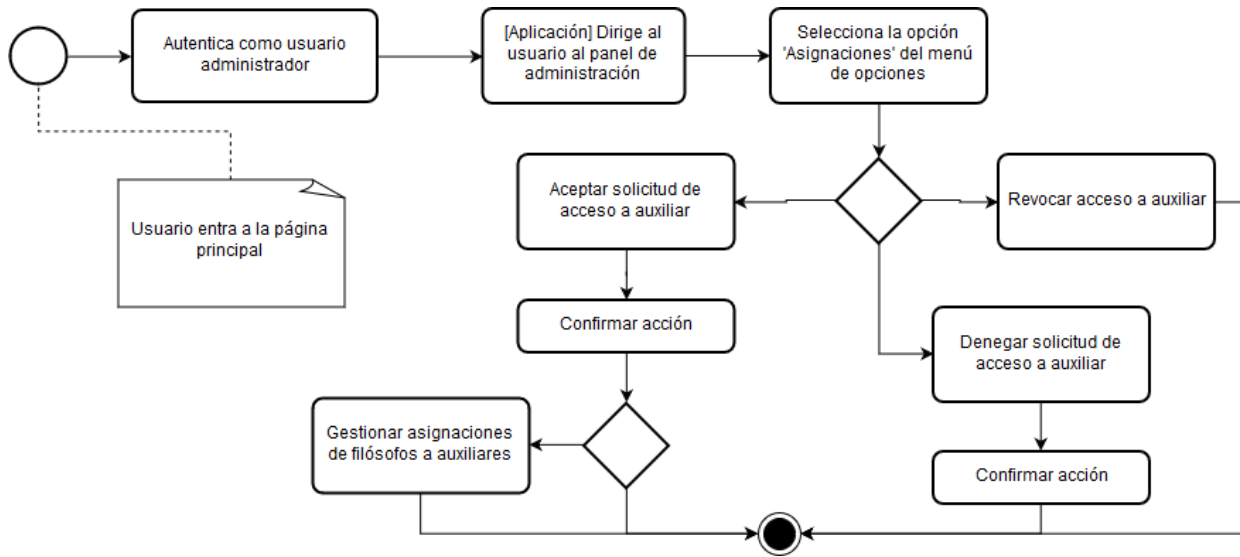 Autentica como usuario
administrador
[Aplicación] Dirige al
usuario al panel de
administración
Selecciona la opción
'Asignaciones' del menú
de opciones
Usuario entra a la página
principal
Aceptar solicitud de
acceso a auxiliar
Revocar acceso a auxiliar
Confirmar acción
Denegar solicitud de
acceso a auxiliar
Gestionar asignaciones
de filósofos a auxiliares
Confirmar acción